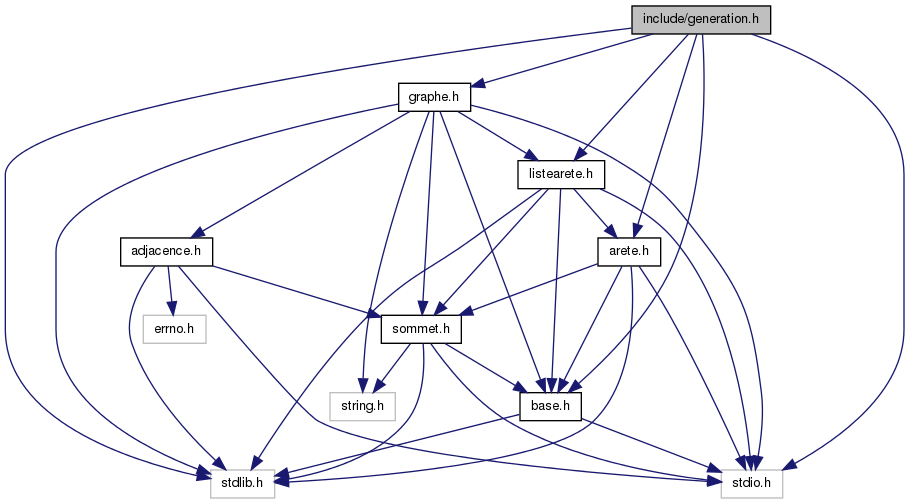 include/generation.h
graphe.h
listearete.h
adjacence.h
arete.h
errno.h
sommet.h
string.h
base.h
stdlib.h
stdio.h